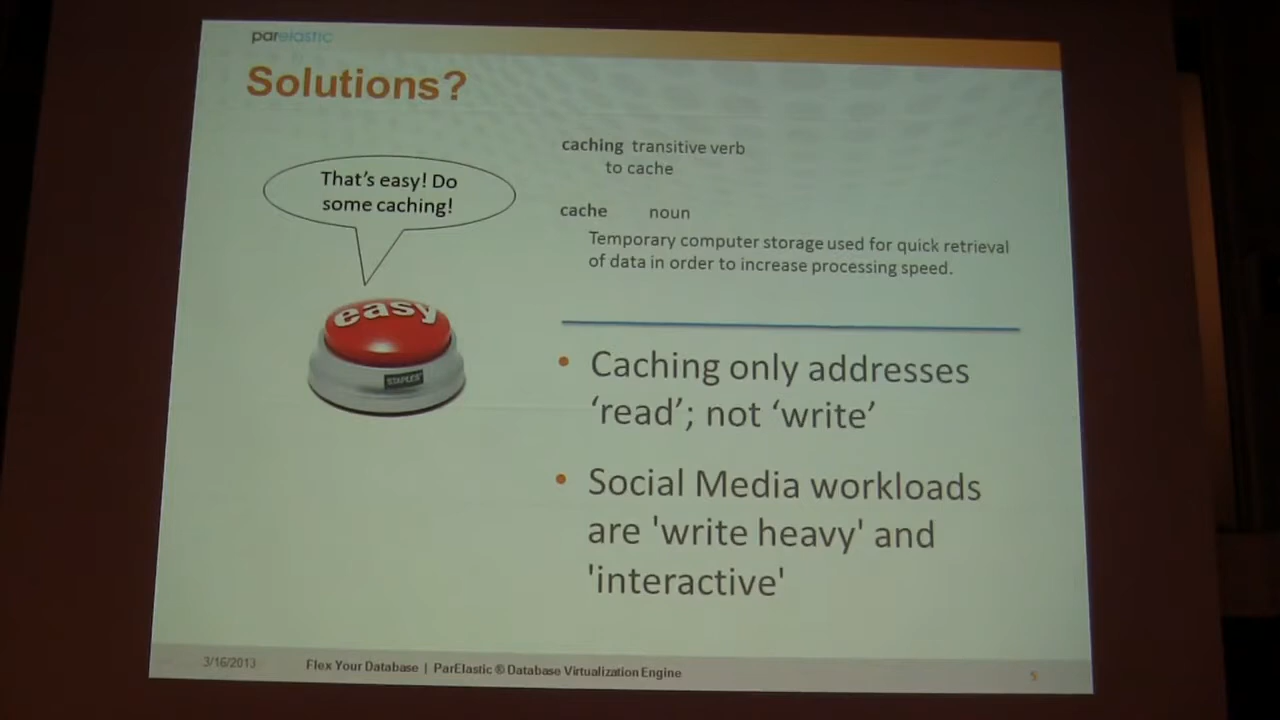 parelastic
Solutions?
That's easy! Do
some caching!
easy
STAPLES
caching transitive verb
to cache
cache noun
Temporary computer storage used for quick retrieval
of data in order to increase processing speed.
• Caching only addresses
‘read’; not ‘write’
• Social Media workloads
are 'write heavy' and
'interactive'
3/16/2013
Flex Your Database | ParElastic ® Database Virtualization Engine
5